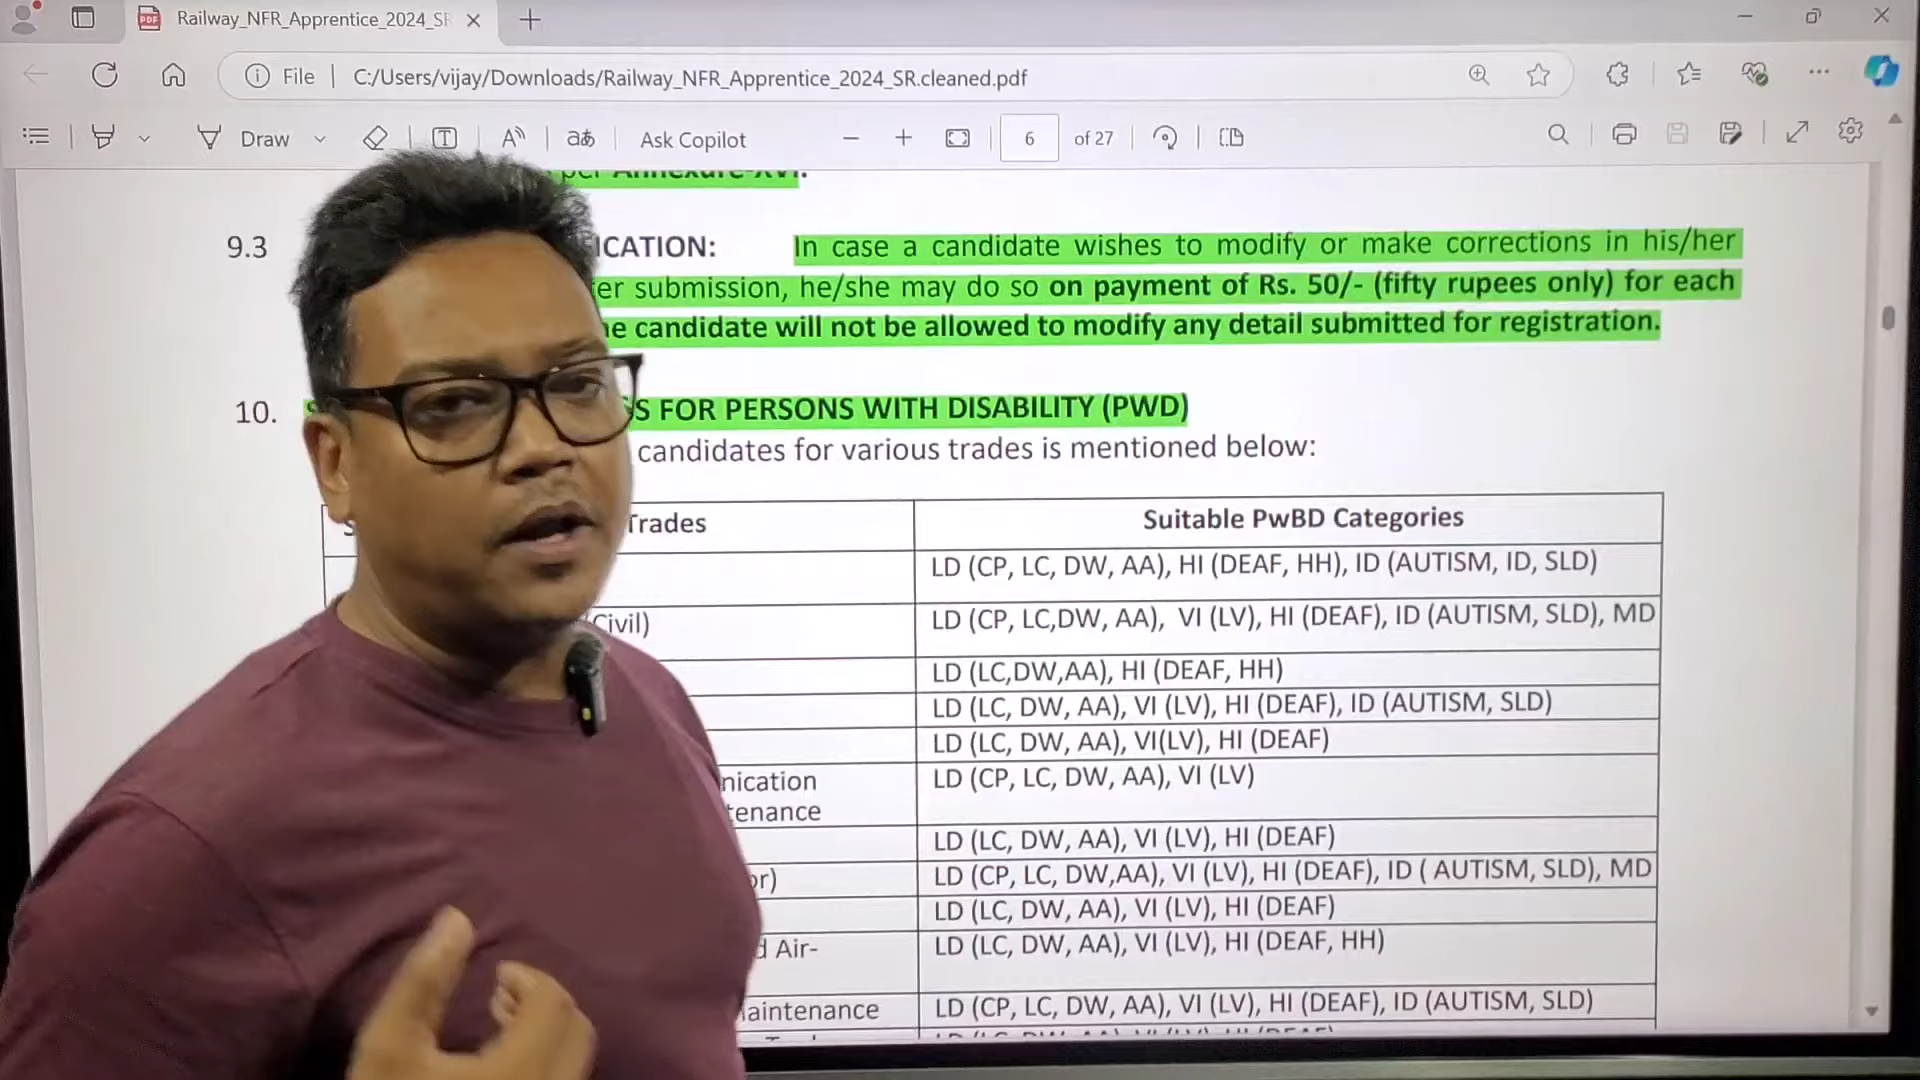 Railway_NFR_Apprentice_2024_SR
File
C:/Users/vijay/Downloads/Railway_NFR_Apprentice_2024_SR.cleaned.pdf
Draw
Ask Copilot
6 of 27
per Annexure-XVI.
9.3 ICATION: In case a candidate wishes to modify or make corrections in his/her
er submission, he/she may do so on payment of Rs. 50/- (fifty rupees only) for each
e candidate will not be allowed to modify any detail submitted for registration.
10. S FOR PERSONS WITH DISABILITY (PWD)
candidates for various trades is mentioned below:
Trades Suitable PwBD Categories
LD (CP, LC, DW, AA), HI (DEAF, HH), ID (AUTISM, ID, SLD)
(Civil) LD (CP, LC,DW, AA), VI (LV), HI (DEAF), ID (AUTISM, SLD), MD
LD (LC,DW,AA), HI (DEAF, HH)
LD (LC, DW, AA), VI (LV), HI (DEAF), ID (AUTISM, SLD)
LD (LC, DW, AA), VI(LV), HI (DEAF)
nication LD (CP, LC, DW, AA), VI (LV)
tenance
LD (LC, DW, AA), VI (LV), HI (DEAF)
or) LD (CP, LC, DW,AA), VI (LV), HI (DEAF), ID ( AUTISM, SLD), MD
LD (LC, DW, AA), VI (LV), HI (DEAF)
d Air- LD (LC, DW, AA), VI (LV), HI (DEAF, HH)
aintenance LD (CP, LC, DW, AA), VI (LV), HI (DEAF), ID (AUTISM, SLD)